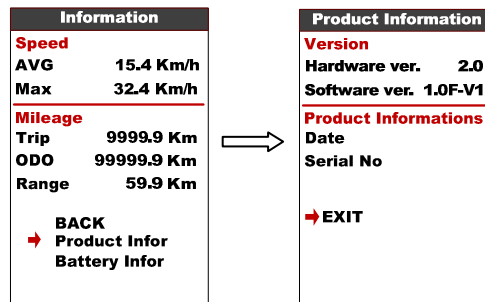 Information
Speed
AVG 15.4 Km/h
Max 32.4 Km/h
Mileage
Trip 9999.9 Km
ODO 99999.9 Km
Range 59.9 Km
BACK
Product Infor
Battery Infor
Product Information
Version
Hardware ver. 2.0
Software ver. 1.0F-V1
Product Informations
Date
Serial No
EXIT